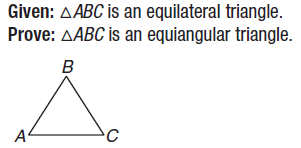 Given: △ABC is an equilateral triangle.
Prove: △ABC is an equiangular triangle.
B
A
C